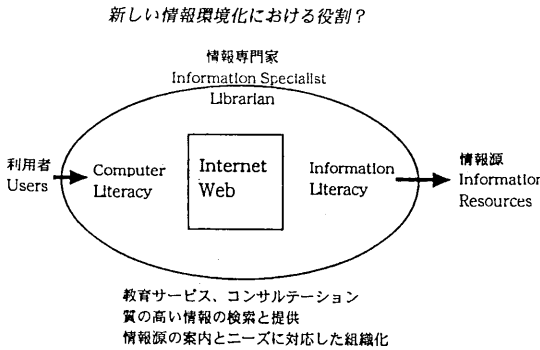 新しい情報環境化における役割？
情報専門家
Information Specialist
Librarian
利用者
Users
Computer
Literacy
Internet
Web
Information
Literacy
情報源
Information
Resources
教育サービス、コンサルテーション
質の高い情報の検索と提供
情報源の案内とニーズに対応した組織化